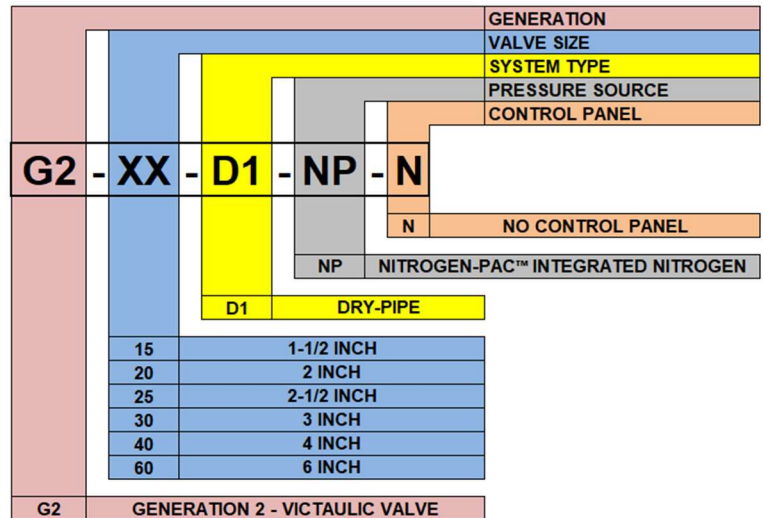 GENERATION
VALVE SIZE
SYSTEM TYPE
PRESSURE SOURCE
CONTROL PANEL
G2 - XX - D1 - NP - N
N NO CONTROL PANEL
NP NITROGEN-PAC™ INTEGRATED NITROGEN
D1 DRY-PIPE
15 1-1/2 INCH
20 2 INCH
25 2-1/2 INCH
30 3 INCH
40 4 INCH
60 6 INCH
G2 GENERATION 2 - VICTAULIC VALVE